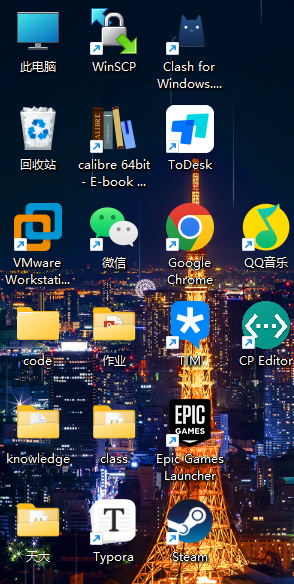 此电脑
WinSCP
Clash for
Windows....
回收站
CALIBRE
calibre 64bit
- E-book ...
ToDesk
VMware
Workstati...
微信
Google
Chrome
QQ音乐
code
作业
TIM
CP Editor
knowledge
class
EPIC
GAMES
Epic Games
Launcher
天天
T
Typora
Steam